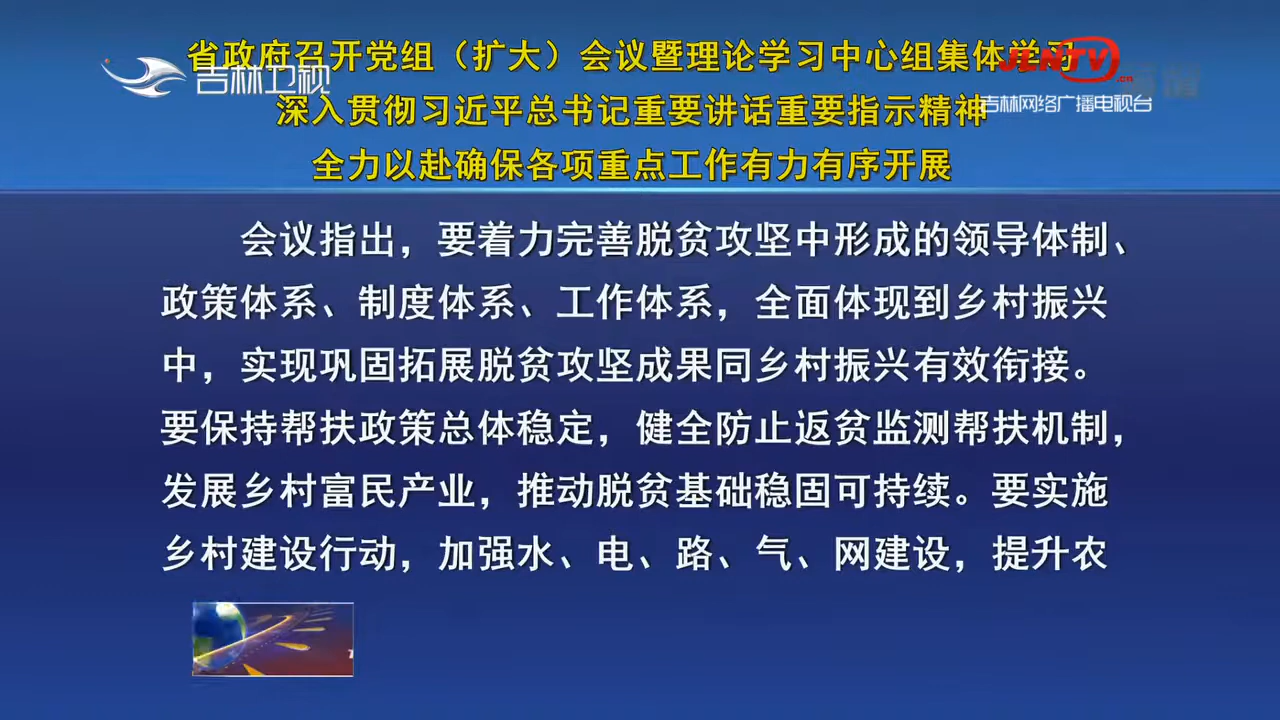 省政府召开党组（扩大）会议暨理论学习中心组集体学习
吉林卫视
JLNTV.cn
深入贯彻习近平总书记重要讲话重要指示精神
吉林网络广播电视台
全力以赴确保各项重点工作有力有序开展
会议指出，要着力完善脱贫攻坚中形成的领导体制、
政策体系、制度体系、工作体系，全面体现到乡村振兴
中，实现巩固拓展脱贫攻坚成果同乡村振兴有效衔接。
要保持帮扶政策总体稳定，健全防止返贫监测帮扶机制，
发展乡村富民产业，推动脱贫基础稳固可持续。要实施
乡村建设行动，加强水、电、路、气、网建设，提升农